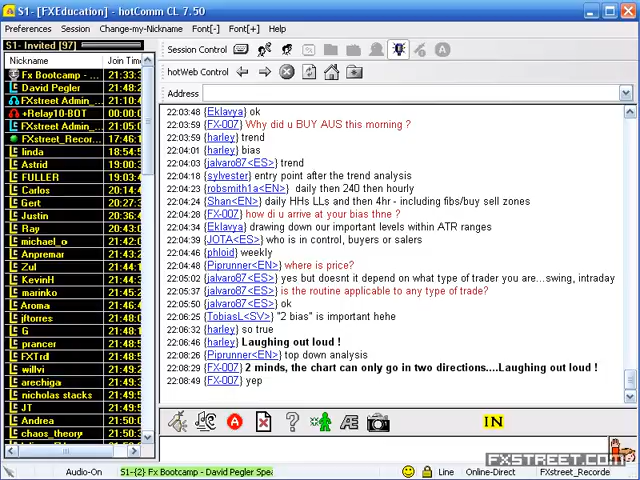 S1- [FXEducation] - hotComm CL 7.50
Preferences Session Change-my-Nickname Font[-] Font[+] Help
S1- Invited [97]
Session Control
hotWeb Control
Address
Nickname Join Time
Fx Bootcamp - ... 21:33:3
David Pegler 21:48:2
FXstreet Admin_ 21:04:1
+Relay10-BOT 00:00:0
FXstreet Admin_ 21:05:0
FXstreet_Recor... 17:46:1
linda 18:54:5
Astrid 19:00:3
FULLER 19:03:5
Carlos 20:14:4
Gert 20:27:3
Justin 20:36:4
Ray 20:43:0
michael_o 21:42:0
Anpremar 21:43:2
Zul 21:44:1
KevinH 21:44:3
marinko 21:45:2
Aroma 21:46:4
jftorres 21:48:0
G 21:48:3
prancer 21:48:5
FXTrd 21:48:5
willvi 21:49:2
arechiga 21:49:3
nicholas stacks 21:49:5
JT 21:49:5
Andrea 21:50:3
chaos_theory 21:50:3
22:03:48 {Eklavya} ok
22:03:59 {FX-007} Why did u BUY AUS this morning ?
22:03:59 {harley} trend
22:04:01 {harley} bias
22:04:03 {jalvaro87<ES>} trend
22:04:18 {sylvester} entry point after the trend analysis
22:04:23 {robsmith1a<EN>} daily then 240 then hourly
22:04:24 {Shan<EN>} daily HHs LLs and then 4hr - including fibs/buy sell zones
22:04:28 {FX-007} how di u arrive at your bias thne ?
22:04:34 {Eklavya} drawing down our important levels within ATR ranges
22:04:39 {JOTA<ES>} who is in control, buyers or salers
22:04:46 {phloid} weekly
22:04:48 {Piprunner<EN>} where is price?
22:05:02 {jalvaro87<ES>} yes but doesnt it depend on what type of trader you are...swing, intraday
22:05:37 {jalvaro87<ES>} is the routine applicable to any type of trade?
22:05:50 {jalvaro87<ES>} ok
22:06:25 {TobiasL<SV>} "2 bias" is important hehe
22:06:32 {harley} so true
22:06:46 {harley} Laughing out loud !
22:08:26 {Piprunner<EN>} top down analysis
22:08:29 {FX-007} 2 minds, the chart can only go in two directions....Laughing out loud !
22:08:49 {FX-007} yep
IN
FXSTREET.COM
Audio-On S1-{2} Fx Bootcamp - David Pegler Spea Line Online-Direct FXstreet_Recorde